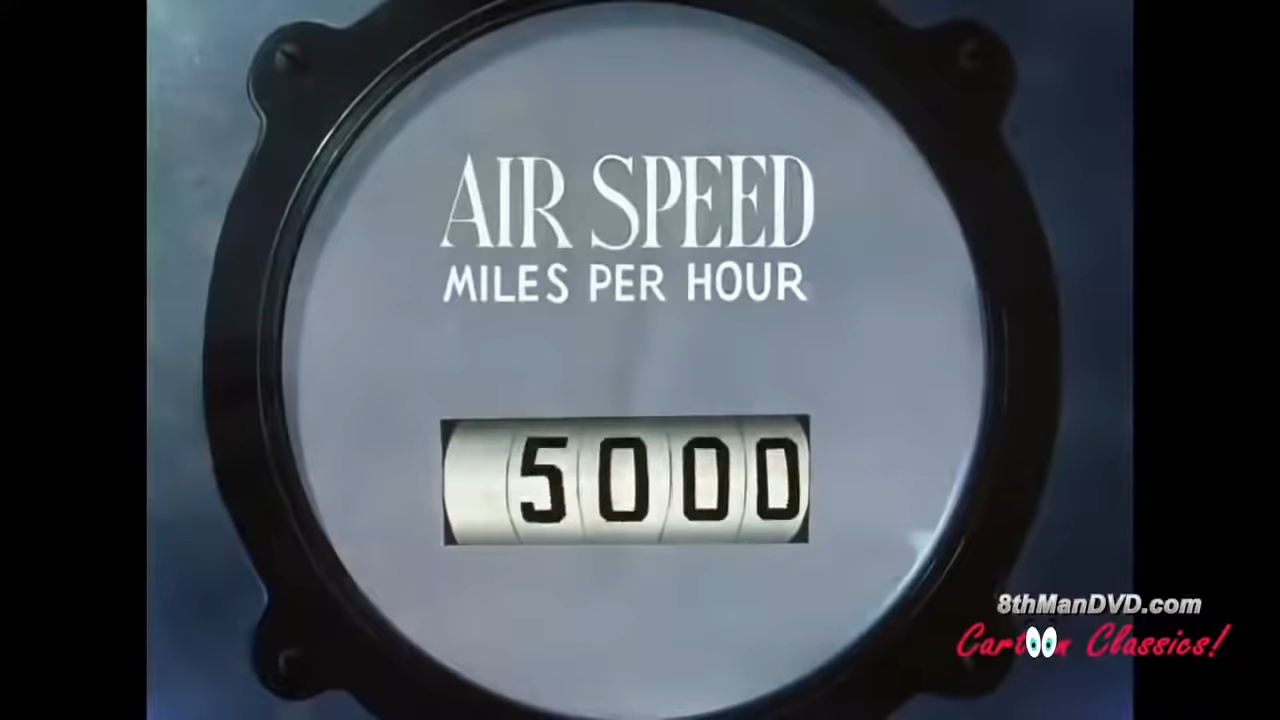 AIR SPEED
MILES PER HOUR
5000
8thManDVD.com
Cartoon Classics!